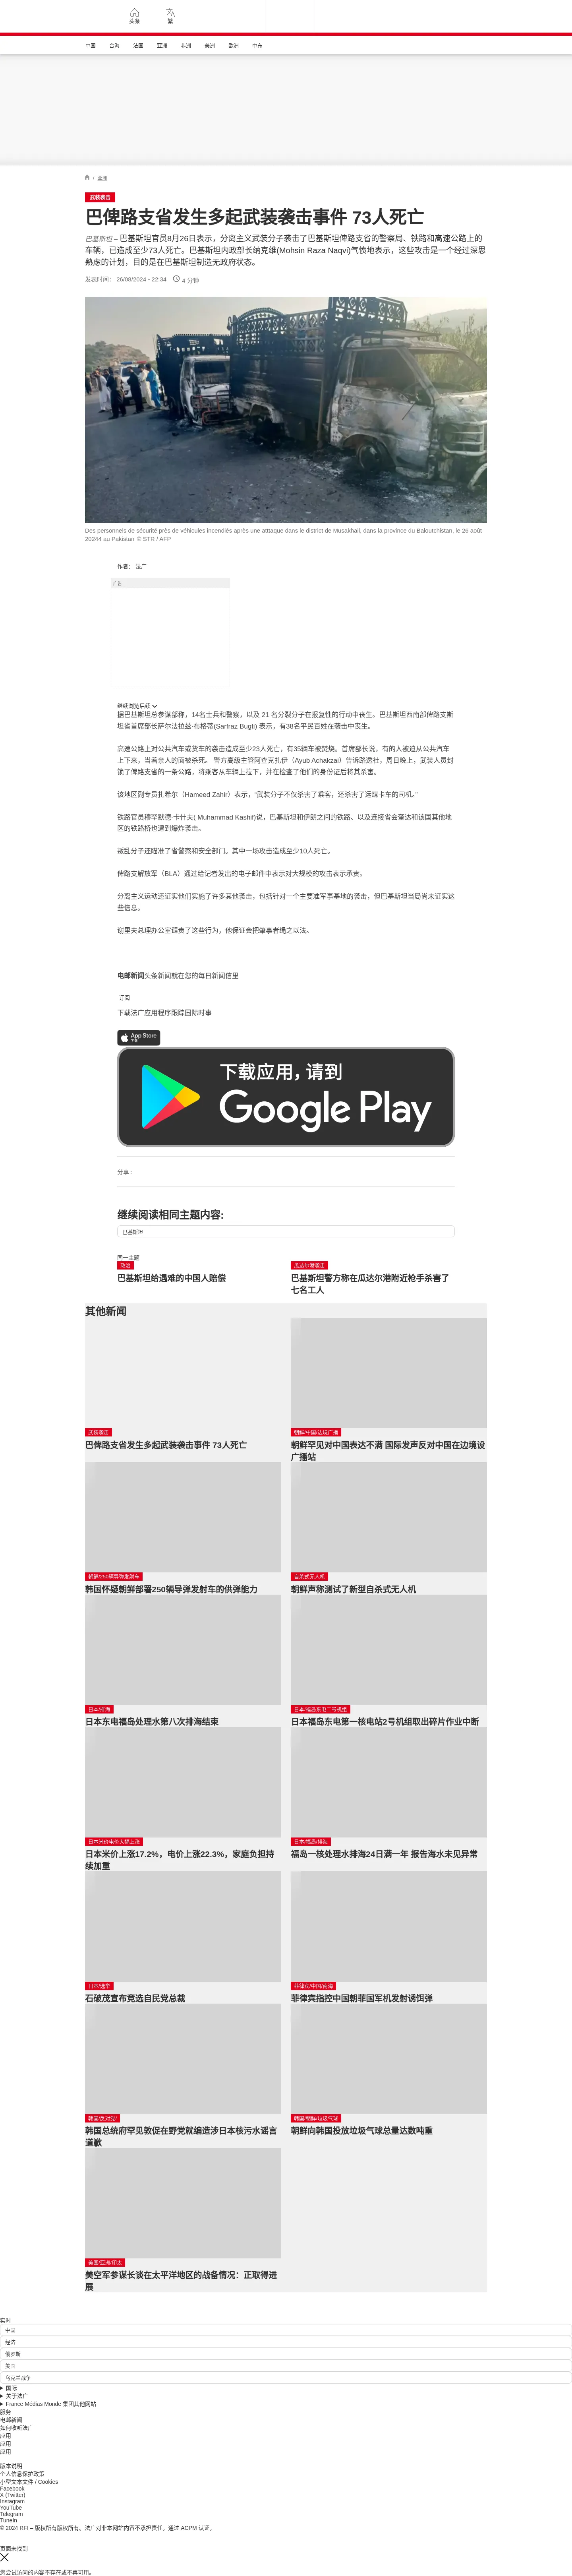 头条
繁
中国
台海
法国
亚洲
非洲
美洲
欧洲
中东
/ 亚洲
武装袭击
巴俾路支省发生多起武装袭击事件 73人死亡
巴基斯坦 – 巴基斯坦官员8月26日表示，分离主义武装分子袭击了巴基斯坦俾路支省的警察局、铁路和高速公路上的
车辆，已造成至少73人死亡。巴基斯坦内政部长纳齐克维(Mohsin Raza Naqvi)气愤地表示，这些攻击是一个经过深思
熟虑的计划，目的是在巴基斯坦制造无政府状态。
发表时间： 26/08/2024 - 22:34
4 分钟
Des personnels de sécurité près de véhicules incendiés après une atttaque dans le district de Musakhail, dans la province du Baloutchistan, le 26 août
20244 au Pakistan © STR / AFP
作者： 法广
广告
继续浏览后续
据巴基斯坦总参谋部称，14名士兵和警察，以及 21 名分裂分子在报复性的行动中丧生。巴基斯坦西南部俾路支斯
坦省首席部长萨尔法拉兹·布格蒂(Sarfraz Bugti) 表示，有38名平民百姓在袭击中丧生。
高速公路上对公共汽车或货车的袭击造成至少23人死亡，有35辆车被焚烧。首席部长说，有的人被迫从公共汽车
上下来，当着亲人的面被杀死。 警方高级主管阿查克扎伊（Ayub Achakzai）告诉路透社，周日晚上，武装人员封
锁了俾路支省的一条公路，将乘客从车辆上拉下，并在检查了他们的身份证后将其杀害。
该地区副专员扎希尔（Hameed Zahir）表示，“武装分子不仅杀害了乘客，还杀害了运煤卡车的司机。”
铁路官员穆罕默德·卡什夫( Muhammad Kashif)说，巴基斯坦和伊朗之间的铁路、以及连接省会奎达和该国其他地
区的铁路桥也遭到爆炸袭击。
叛乱分子还瞄准了省警察和安全部门。其中一场攻击造成至少10人死亡。
俾路支解放军（BLA）通过给记者发出的电子邮件中表示对大规模的攻击表示承责。
分离主义运动还证实他们实施了许多其他袭击，包括针对一个主要准军事基地的袭击，但巴基斯坦当局尚未证实这
些信息。
谢里夫总理办公室谴责了这些行为，他保证会把肇事者绳之以法。
电邮新闻头条新闻就在您的每日新闻信里
订阅
下载法广应用程序跟踪国际时事
App Store
下载
下载应用，请到
Google Play
分享 :
继续阅读相同主题内容:
巴基斯坦
同一主题
政治
巴基斯坦给遇难的中国人赔偿
瓜达尔港袭击
巴基斯坦警方称在瓜达尔港附近枪手杀害了
七名工人
其他新闻
武装袭击
巴俾路支省发生多起武装袭击事件 73人死亡
朝鲜/中国/边境广播
朝鲜罕见对中国表达不满 国际发声反对中国在边境设
广播站
朝鲜/250辆导弹发射车
韩国怀疑朝鲜部署250辆导弹发射车的供弹能力
自杀式无人机
朝鲜声称测试了新型自杀式无人机
日本/排海
日本东电福岛处理水第八次排海结束
日本/福岛东电二号机组
日本福岛东电第一核电站2号机组取出碎片作业中断
日本米价电价大幅上涨
日本米价上涨17.2%，电价上涨22.3%，家庭负担持
续加重
日本/福岛/排海
福岛一核处理水排海24日满一年 报告海水未见异常
日本/选举
石破茂宣布竞选自民党总裁
菲律宾/中国/南海
菲律宾指控中国朝菲国军机发射诱饵弹
韩国/反对党/
韩国总统府罕见敦促在野党就编造涉日本核污水谣言
道歉
韩国/朝鲜/垃圾气球
朝鲜向韩国投放垃圾气球总量达数吨重
美国/亚洲/印太
美空军参谋长谈在太平洋地区的战备情况：正取得进
展
实时
中国
经济
俄罗斯
美国
乌克兰战争
国际
关于法广
France Médias Monde 集团其他网站
服务
电邮新闻
如何收听法广
应用
应用
应用
版本说明
个人信息保护政策
小型文本文件 / Cookies
Facebook
X (Twitter)
Instagram
YouTube
Telegram
TuneIn
© 2024 RFI – 版权所有版权所有。法广对非本网站内容不承担责任。通过 ACPM 认证。
页面未找到
您尝试访问的内容不存在或不再可用。